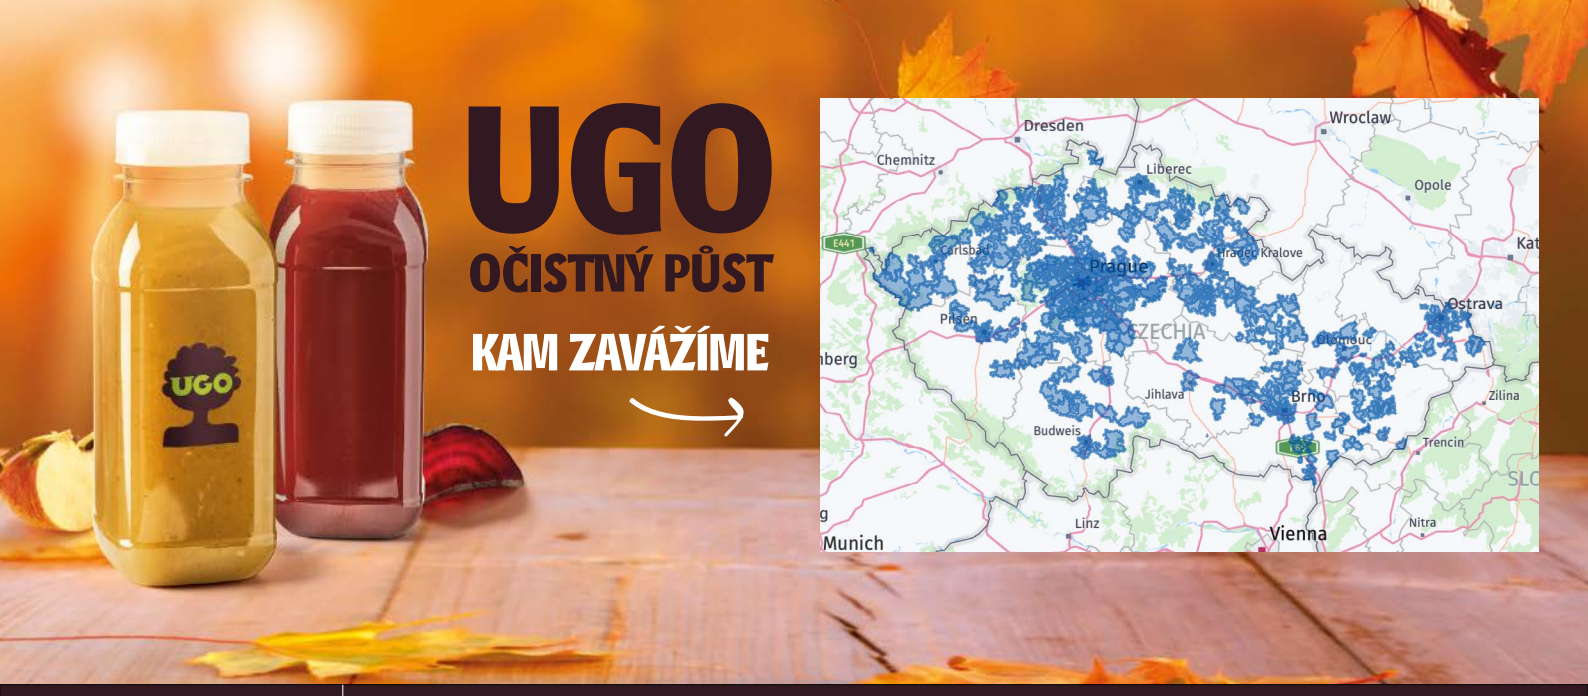 UGO
OČISTNÝ PŮST
KAM ZAVÁŽÍME
UGO
Dresden
Wroclaw
Chemnitz
Liberec
Opole
E441
Carlsbad
Hradec Kralove
Kat
Prague
Pilsen
Ostrava
CZECHIA
Olomouc
nberg
Jihlava
Brno
Zilina
Budweis
Trencin
SLO
Linz
Nitra
g
Munich
Vienna